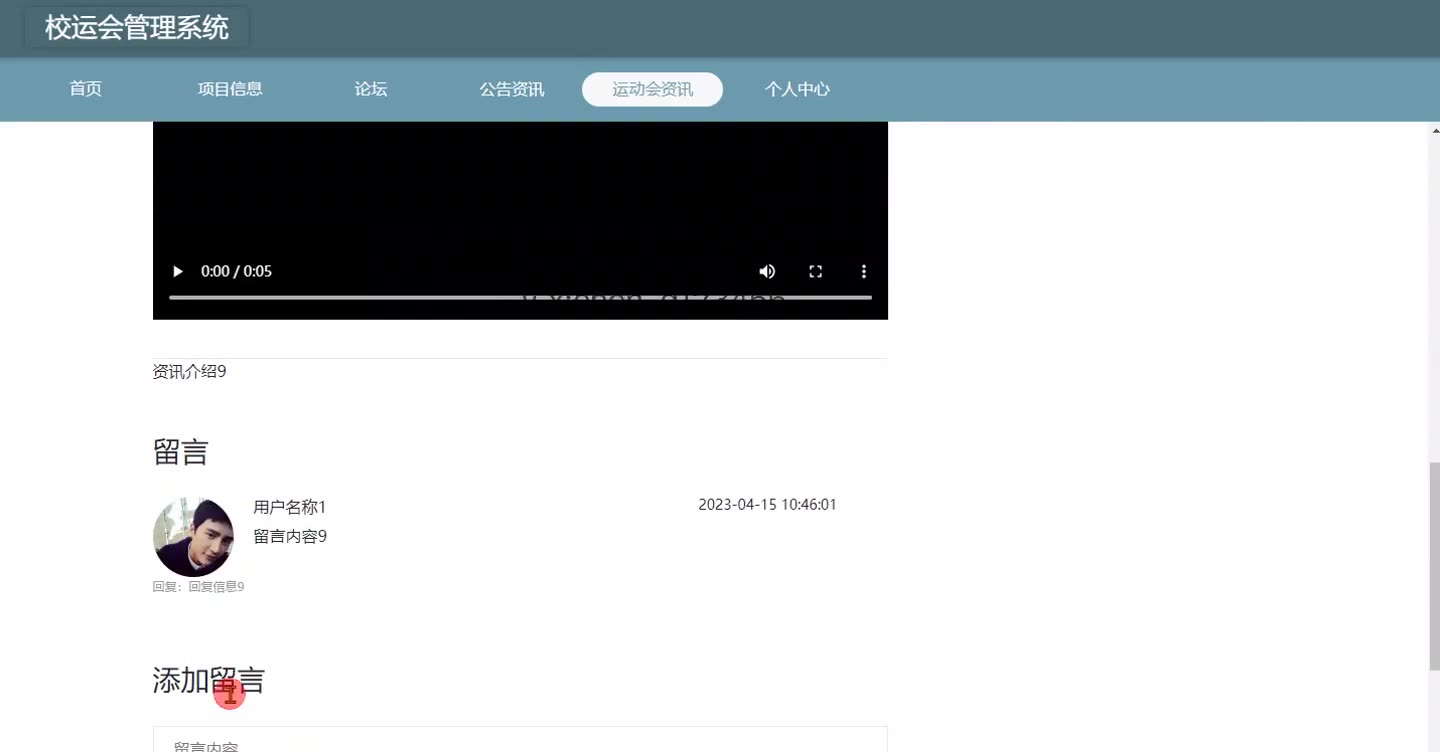 校运会管理系统
首页 项目信息 论坛 公告资讯 运动会资讯 个人中心
0:00 / 0:05
资讯介绍9
留言
用户名称1
2023-04-15 10:46:01
留言内容9
回复：回复信息9
添加留言
留言内容